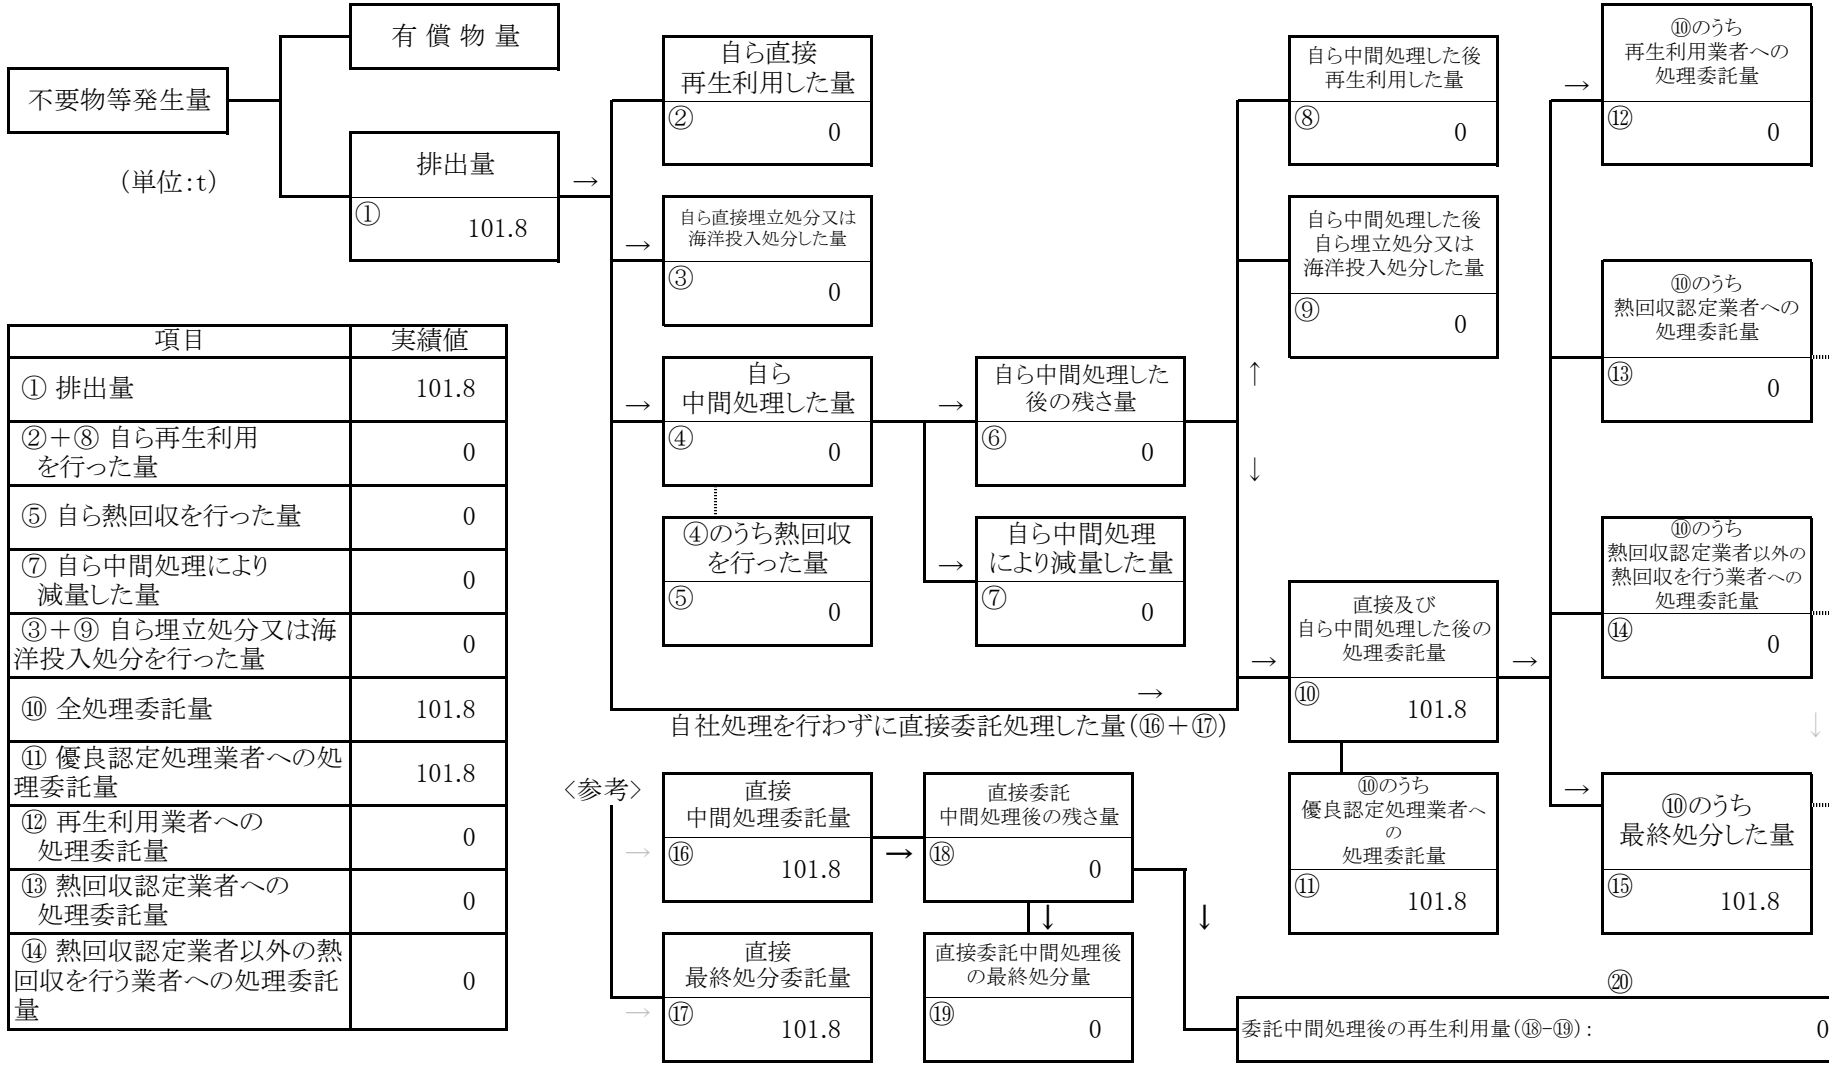 有 償 物 量
不要物等発生量
(単位:t)
排出量
①
101.8
→
自ら直接
再生利用した量
②
0
→
自ら直接埋立処分又は
海洋投入処分した量
③
0
→
自ら
中間処理した量
④
0
④のうち熱回収
を行った量
⑤
0
→
自ら中間処理した
後の残さ量
⑥
0
→
自ら中間処理
により減量した量
⑦
0
自ら中間処理した後
再生利用した量
⑧
0
自ら中間処理した後
自ら埋立処分又は
海洋投入処分した量
⑨
0
↑
↓
→
自社処理を行わずに直接委託処理した量(⑯+⑰)
→
直接及び
自ら中間処理した後の
処理委託量
⑩
101.8
⑩のうち
優良認定処理業者へ
の
処理委託量
⑪
101.8
→
→
⑩のうち
再生利用業者への
処理委託量
⑫
0
⑩のうち
熱回収認定業者への
処理委託量
⑬
0
⑩のうち
熱回収認定業者以外の
熱回収を行う業者への
処理委託量
⑭
0
↓
→
⑩のうち
最終処分した量
⑮
101.8
項目 実績値
① 排出量 101.8
②+⑧ 自ら再生利用
を行った量 0
⑤ 自ら熱回収を行った量 0
⑦ 自ら中間処理により
減量した量 0
③+⑨ 自ら埋立処分又は海
洋投入処分を行った量 0
⑩ 全処理委託量 101.8
⑪ 優良認定処理業者への処
理委託量 101.8
⑫ 再生利用業者への
処理委託量 0
⑬ 熱回収認定業者への
処理委託量 0
⑭ 熱回収認定業者以外の熱
回収を行う業者への処理委託
量 0
〈参考〉
→
直接
中間処理委託量
⑯
101.8
→
直接
最終処分委託量
⑰
101.8
→
直接委託
中間処理後の残さ量
⑱
0
↓
直接委託中間処理後
の最終処分量
⑲
0
↓
⑳
委託中間処理後の再生利用量(⑱-⑲): 0